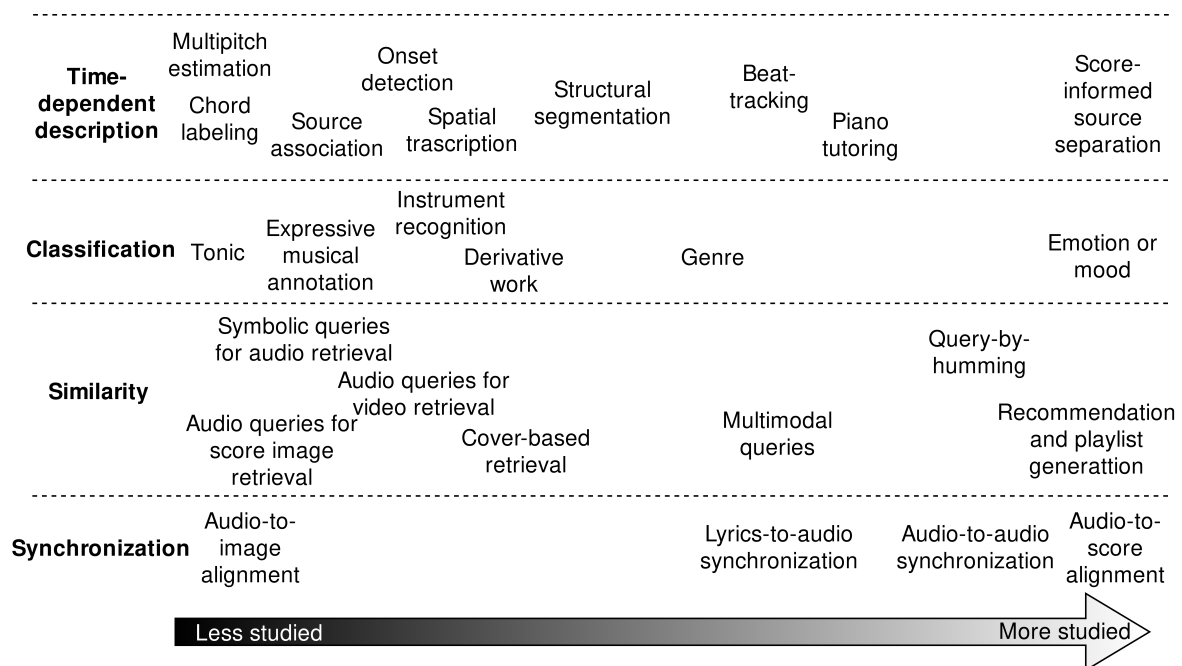 Time-
dependent
description
Multipitch
estimation
Chord
labeling
Source
association
Onset
detection
Spatial
trascription
Structural
segmentation
Beat-
tracking
Piano
tutoring
Score-
informed
source
separation
Classification
Tonic
Expressive
musical
annotation
Instrument
recognition
Derivative
work
Genre
Emotion or
mood
Similarity
Symbolic queries
for audio retrieval
Audio queries for
video retrieval
Audio queries for
score image
retrieval
Cover-based
retrieval
Multimodal
queries
Query-by-
humming
Recommendation
and playlist
generattion
Synchronization
Audio-to-
image
alignment
Lyrics-to-audio
synchronization
Audio-to-audio
synchronization
Audio-to-
score
alignment
Less studied
More studied